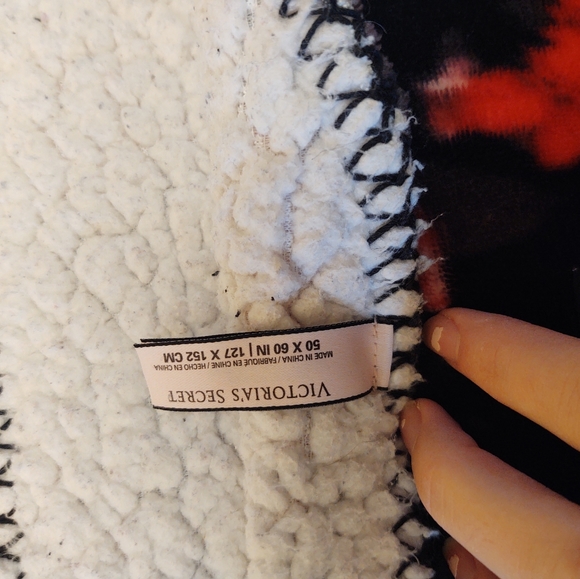 VICTORIA'S SECRET
MADE IN CHINA / FABRIQUÉ EN CHINE / HECHO EN CHINA
50 X 60 IN | 127 X 152 CM